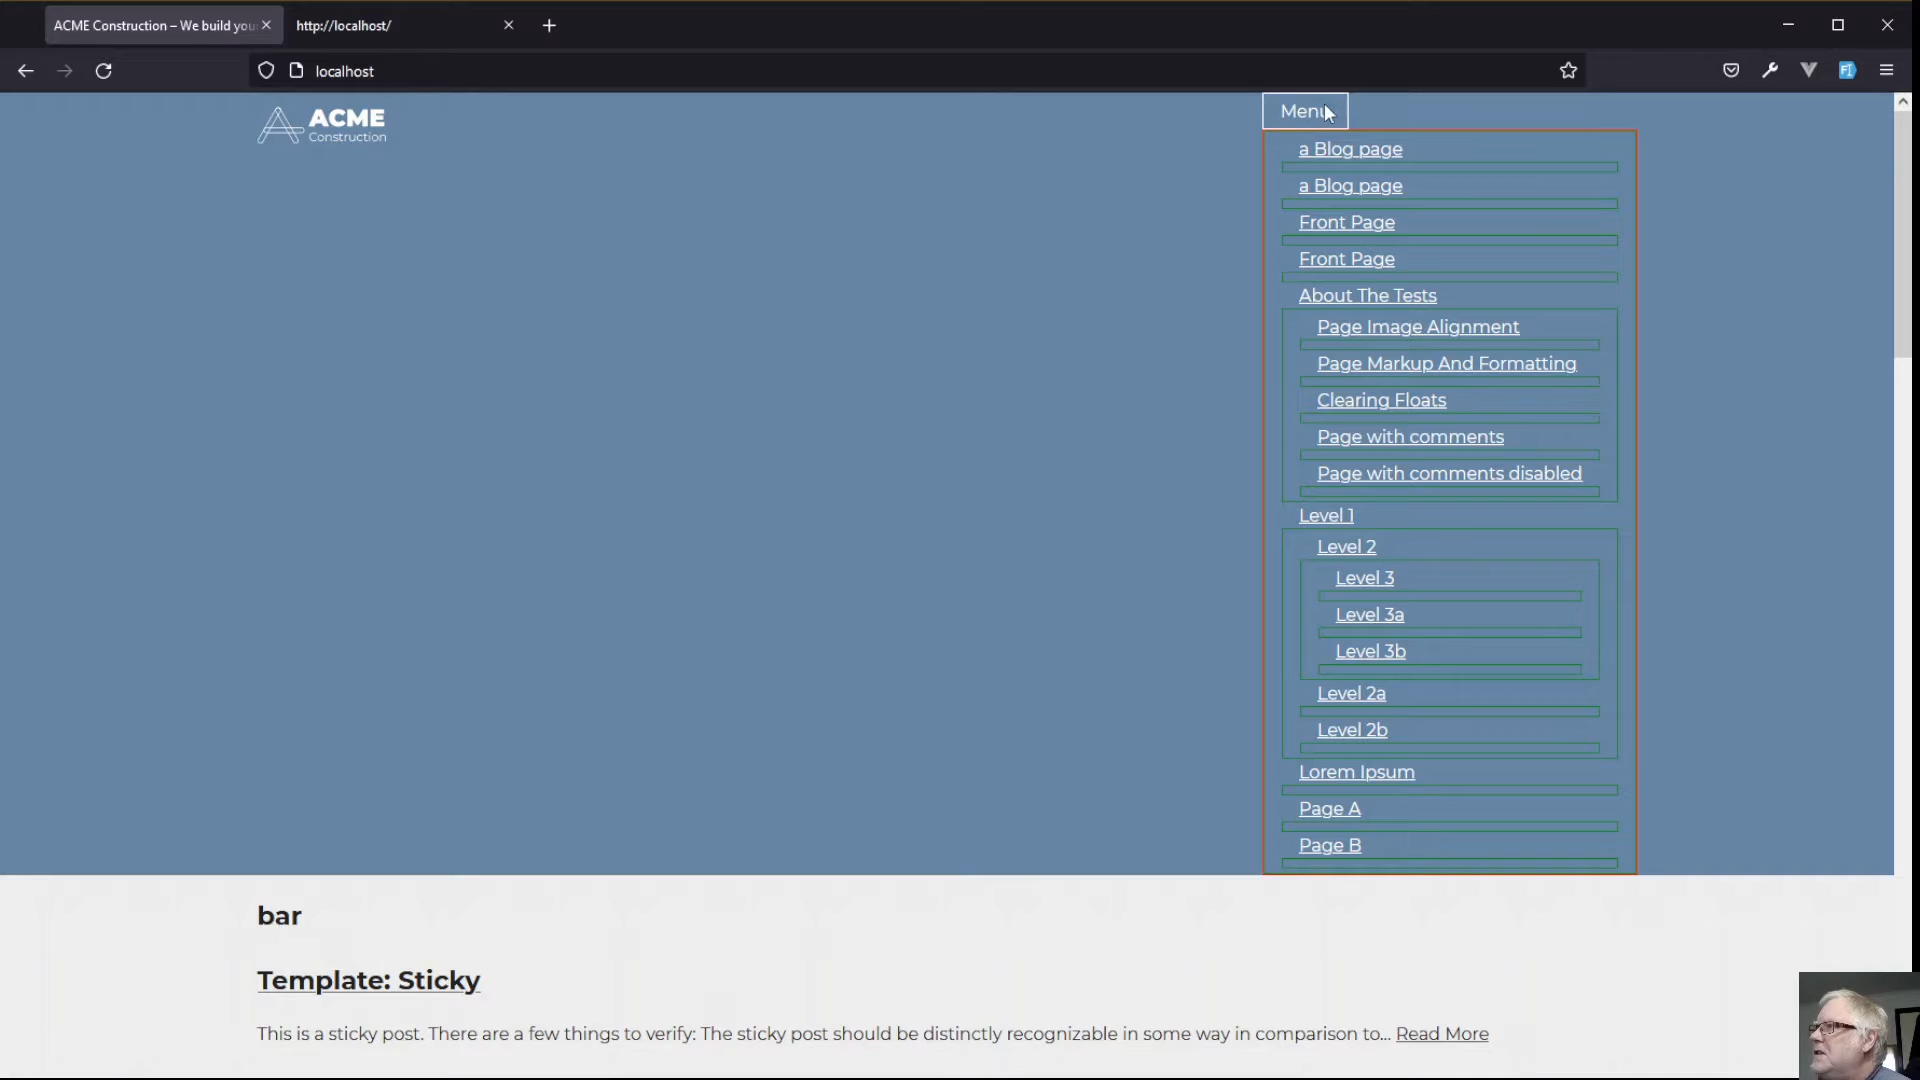 ACME Construction – We build you
http://localhost/
localhost
ACME
Construction
Menu
a Blog page
a Blog page
Front Page
Front Page
About The Tests
Page Image Alignment
Page Markup And Formatting
Clearing Floats
Page with comments
Page with comments disabled
Level 1
Level 2
Level 3
Level 3a
Level 3b
Level 2a
Level 2b
Lorem Ipsum
Page A
Page B
bar
Template: Sticky
This is a sticky post. There are a few things to verify: The sticky post should be distinctly recognizable in some way in comparison to... Read More